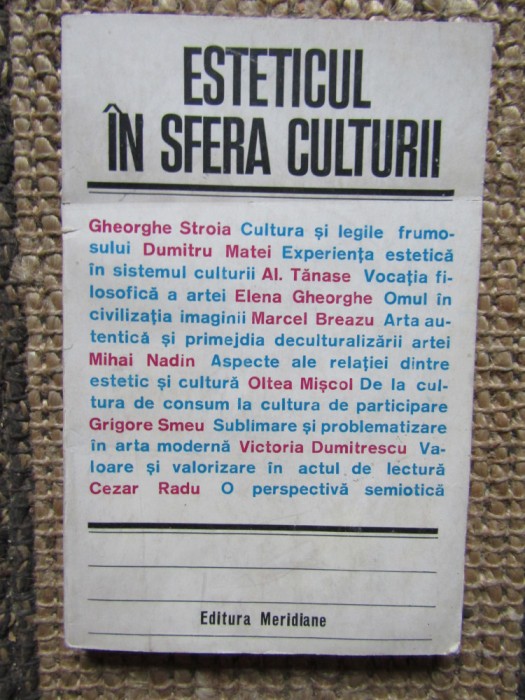 ESTETICUL
ÎN SFERA CULTURII
Gheorghe Stroia Cultura și legile frumo-
sului Dumitru Matei Experiența estetică
în sistemul culturii Al. Tănase Vocația fi-
losofică a artei Elena Gheorghe Omul în
civilizația imaginii Marcel Breazu Arta au-
tentică și primejdia deculturalizării artei
Mihai Nadin Aspecte ale relației dintre
estetic și cultură Oltea Mișcol De la cul-
tura de consum la cultura de participare
Grigore Smeu Sublimare și problematizare
în arta modernă Victoria Dumitrescu Va-
loare și valorizare în actul de lectură
Cezar Radu O perspectivă semiotică
Editura Meridiane